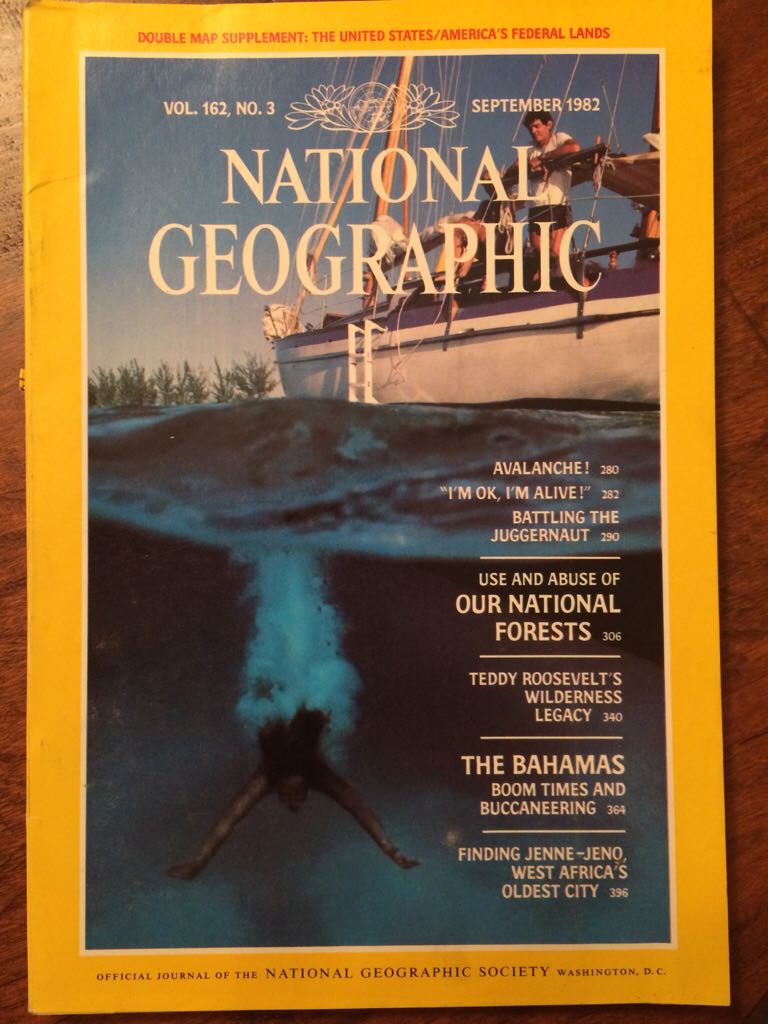 DOUBLE MAP SUPPLEMENT: THE UNITED STATES/AMERICA'S FEDERAL LANDS
VOL. 162, NO. 3
SEPTEMBER 1982
NATIONAL
GEOGRAPHIC
AVALANCHE! 280
"I'M OK, I'M ALIVE!" 282
BATTLING THE
JUGGERNAUT 290
USE AND ABUSE OF
OUR NATIONAL
FORESTS 306
TEDDY ROOSEVELT'S
WILDERNESS
LEGACY 340
THE BAHAMAS
BOOM TIMES AND
BUCCANEERING 364
FINDING JENNE-JENO,
WEST AFRICA'S
OLDEST CITY 396
OFFICIAL JOURNAL OF THE NATIONAL GEOGRAPHIC SOCIETY WASHINGTON, D.C.